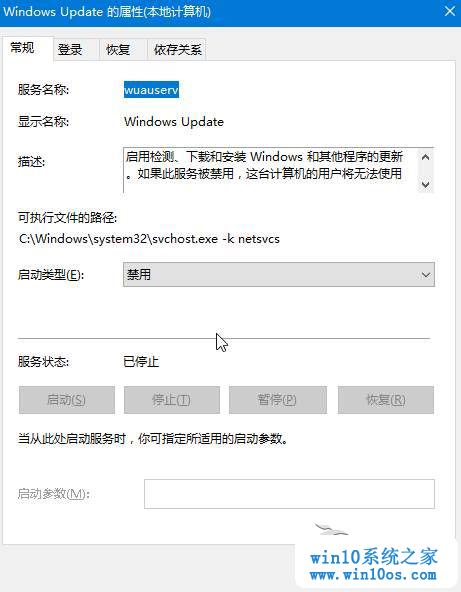 Windows Update 的属性(本地计算机)
常规 登录 恢复 依存关系
服务名称: wuauserv
显示名称: Windows Update
描述: 启用检测、下载和安装 Windows 和其他程序的更新
。如果此服务被禁用，这台计算机的用户将无法使用
可执行文件的路径:
C:\Windows\system32\svchost.exe -k netsvcs
启动类型(E): 禁用
服务状态: 已停止
启动(S) 停止(T) 暂停(P) 恢复(R)
当从此处启动服务时，你可指定所适用的启动参数。
启动参数(M):
win10系统之家
www.win10os.com